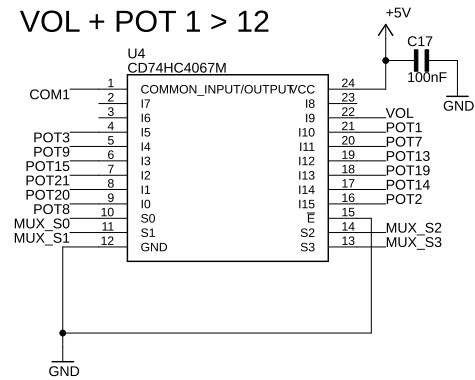 VOL + POT 1 > 12
+5V
U4
CD74HC4067M
C17
100nF
GND
COM1 1 COMMON_INPUT/OUTPUT VCC 24
2 I7 I8 23
3 I6 I9 22 VOL
POT3 4 I5 I10 21 POT1
POT9 5 I4 I11 20 POT7
POT15 6 I3 I12 19 POT13
POT21 7 I2 I13 18 POT19
POT20 8 I1 I14 17 POT14
POT8 9 I0 I15 16 POT2
MUX_S0 10 S0 E 15
MUX_S1 11 S1 S2 14 MUX_S2
12 GND S3 13 MUX_S3
GND